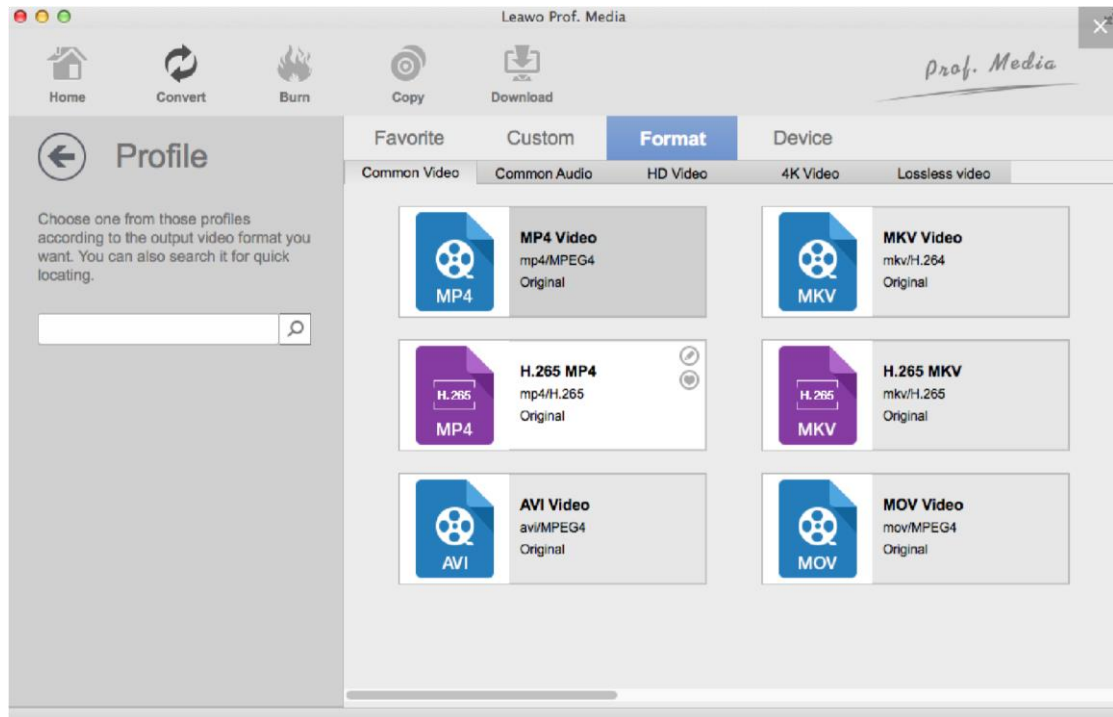 Leawo Prof. Media
Home
Convert
Burn
Copy
Download
Prof. Media
Profile
Choose one from those profiles
according to the output video format you
want. You can also search it for quick
locating.
Favorite
Custom
Format
Device
Common Video
Common Audio
HD Video
4K Video
Lossless video
MP4
MP4 Video
mp4/MPEG4
Original
MKV
MKV Video
mkv/H.264
Original
H.265
MP4
H.265 MP4
mp4/H.265
Original
H.265
MKV
H.265 MKV
mkv/H.265
Original
AVI
AVI Video
avi/MPEG4
Original
MOV
MOV Video
mov/MPEG4
Original